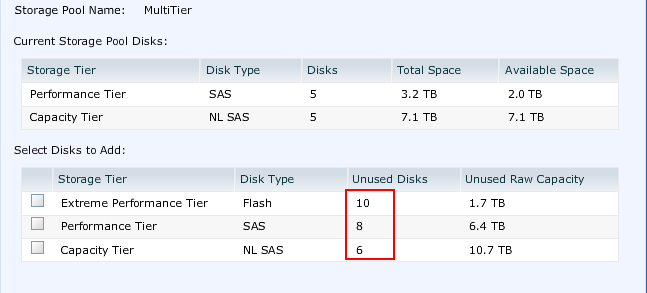 Storage Pool Name: MultiTier
Current Storage Pool Disks:
Storage Tier Disk Type Disks Total Space Available Space
Performance Tier SAS 5 3.2 TB 2.0 TB
Capacity Tier NL SAS 5 7.1 TB 7.1 TB
Select Disks to Add:
Storage Tier Disk Type Unused Disks Unused Raw Capacity
Extreme Performance Tier Flash 10 1.7 TB
Performance Tier SAS 8 6.4 TB
Capacity Tier NL SAS 6 10.7 TB